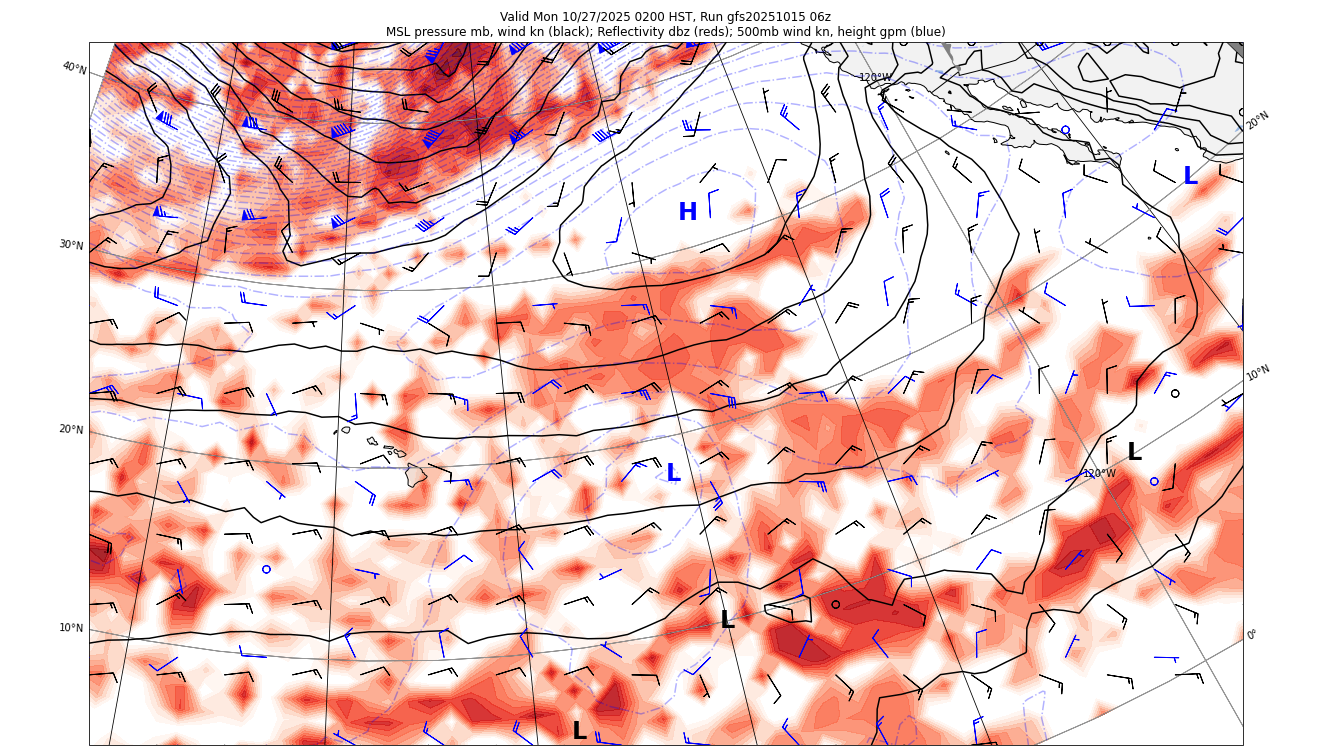 Valid Mon 10/27/2025 0200 HST, Run gfs20251015 06z
MSL pressure mb, wind kn (black); Reflectivity dbz (reds); 500mb wind kn, height gpm (blue)
40°N
120°W
20°N
L
H
30°N
10°N
20°N
L
L
120°W
10°N
L
0°
L